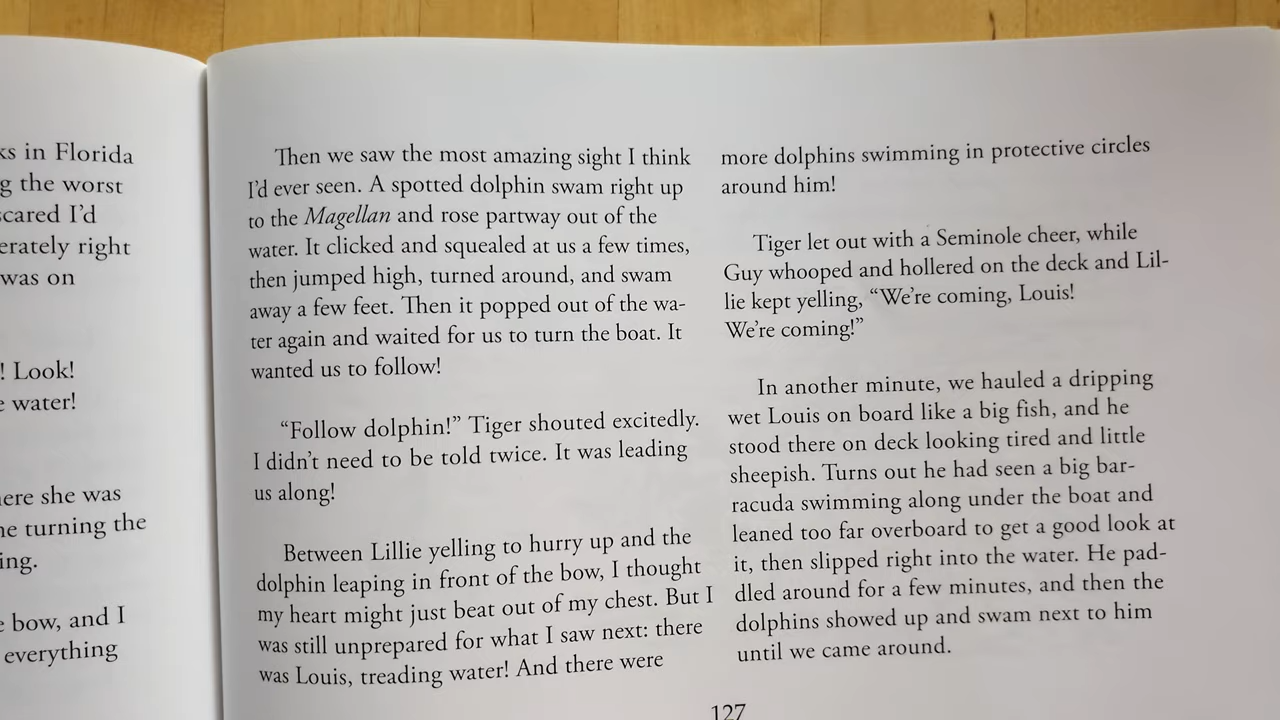 ks in Florida
g the worst
scared I'd
erately right
was on
! Look!
e water!
here she was
ne turning the
ing.
e bow, and I
everything
Then we saw the most amazing sight I think
I'd ever seen. A spotted dolphin swam right up
to the Magellan and rose partway out of the
water. It clicked and squealed at us a few times,
then jumped high, turned around, and swam
away a few feet. Then it popped out of the wa-
ter again and waited for us to turn the boat. It
wanted us to follow!
“Follow dolphin!” Tiger shouted excitedly.
I didn't need to be told twice. It was leading
us along!
Between Lillie yelling to hurry up and the
dolphin leaping in front of the bow, I thought
my heart might just beat out of my chest. But I
was still unprepared for what I saw next: there
was Louis, treading water! And there were
more dolphins swimming in protective circles
around him!
Tiger let out with a Seminole cheer, while
Guy whooped and hollered on the deck and Lil-
lie kept yelling, “We're coming, Louis!
We're coming!”
In another minute, we hauled a dripping
wet Louis on board like a big fish, and he
stood there on deck looking tired and little
sheepish. Turns out he had seen a big bar-
racuda swimming along under the boat and
leaned too far overboard to get a good look at
it, then slipped right into the water. He pad-
dled around for a few minutes, and then the
dolphins showed up and swam next to him
until we came around.
127